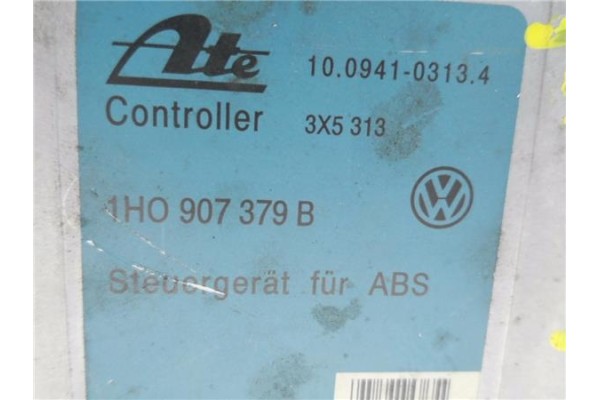 Ate 10.0941-0313.4
Controller 3X5 313
1HO 907 379 B
Steuergerät für ABS